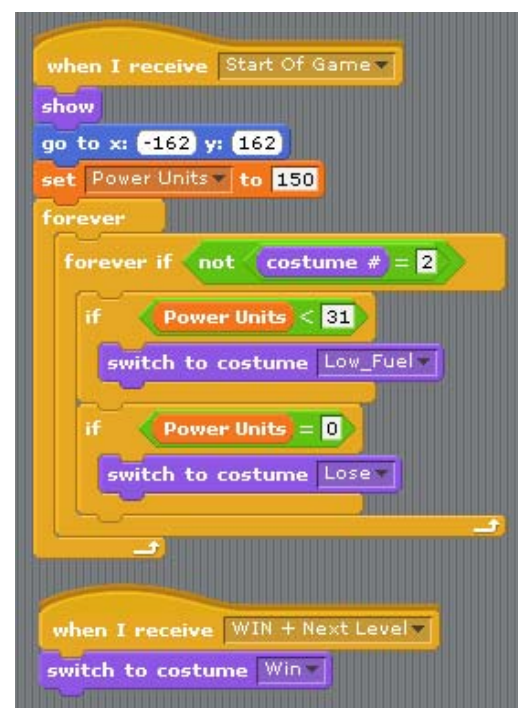 when I receive Start Of Game
show
go to x: -162 y: 162
set Power Units to 150
forever
forever if not costume # = 2
if Power Units < 31
switch to costume Low_Fuel
if Power Units = 0
switch to costume Lose
when I receive WIN + Next Level
switch to costume Win